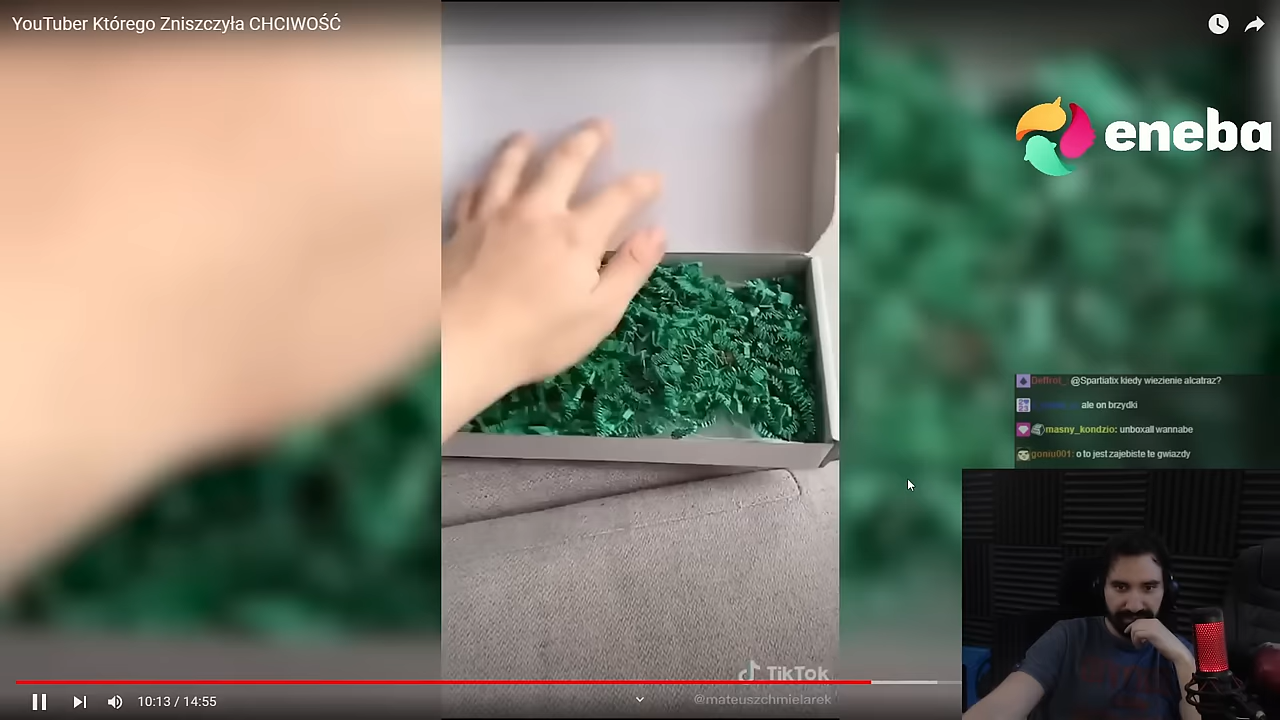 YouTuber Którego Zniszczyła CHCIWOŚĆ
eneba
Deffrol_: @Spartiatix kiedy wiezienie alcatraz?
ale on brzydki
masny_kondzio: unboxall wannabe
goniu001: o to jest zajebiste te gwiazdy
TikTok
@mateuszchmielarek
10:13 / 14:55